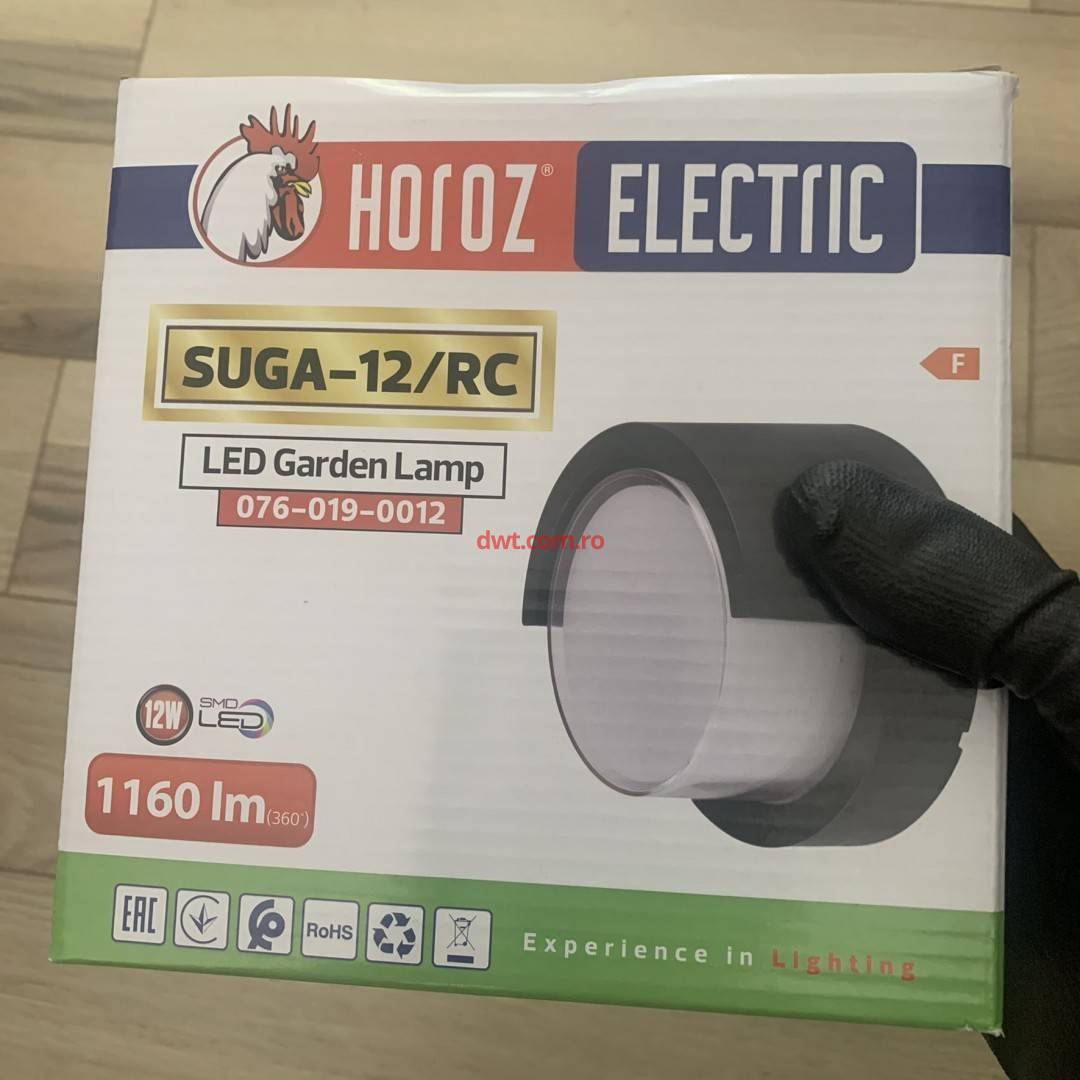 HOROZ® ELECTRIC
SUGA-12/RC
F
LED Garden Lamp
076-019-0012
dwt.com.ro
12W SMD LED
1160 lm (360°)
EAC RoHS
Experience in Lighting